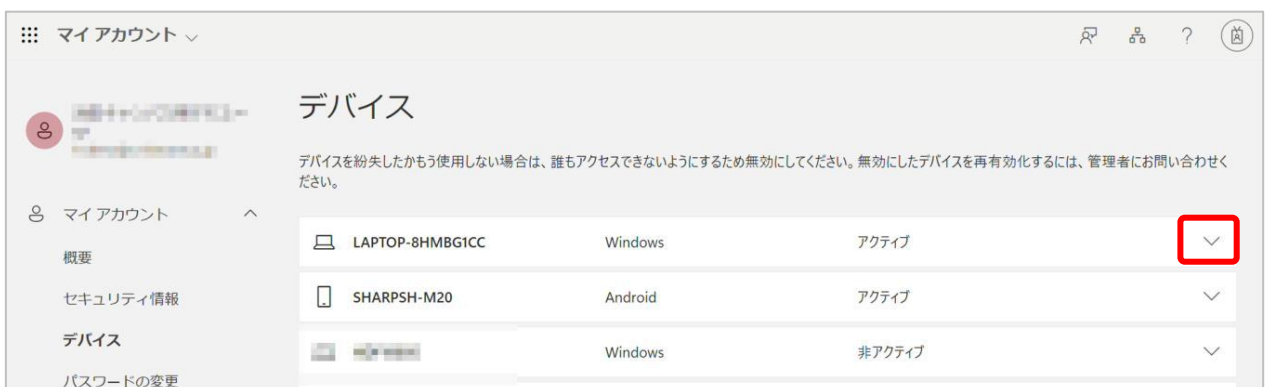 マイ アカウント
?
デバイス
デバイスを紛失したかもう使用しない場合は、誰もアクセスできないようにするため無効にしてください。無効にしたデバイスを再有効化するには、管理者にお問い合わせく
ださい。
マイ アカウント
概要
セキュリティ情報
デバイス
パスワードの変更
LAPTOP-8HMBG1CC Windows アクティブ
SHARPSH-M20 Android アクティブ
Windows 非アクティブ